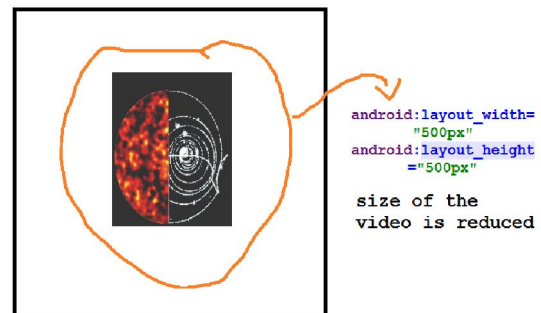 android:layout_width=
"500px"
android:layout_height
="500px"
size of the
video is reduced